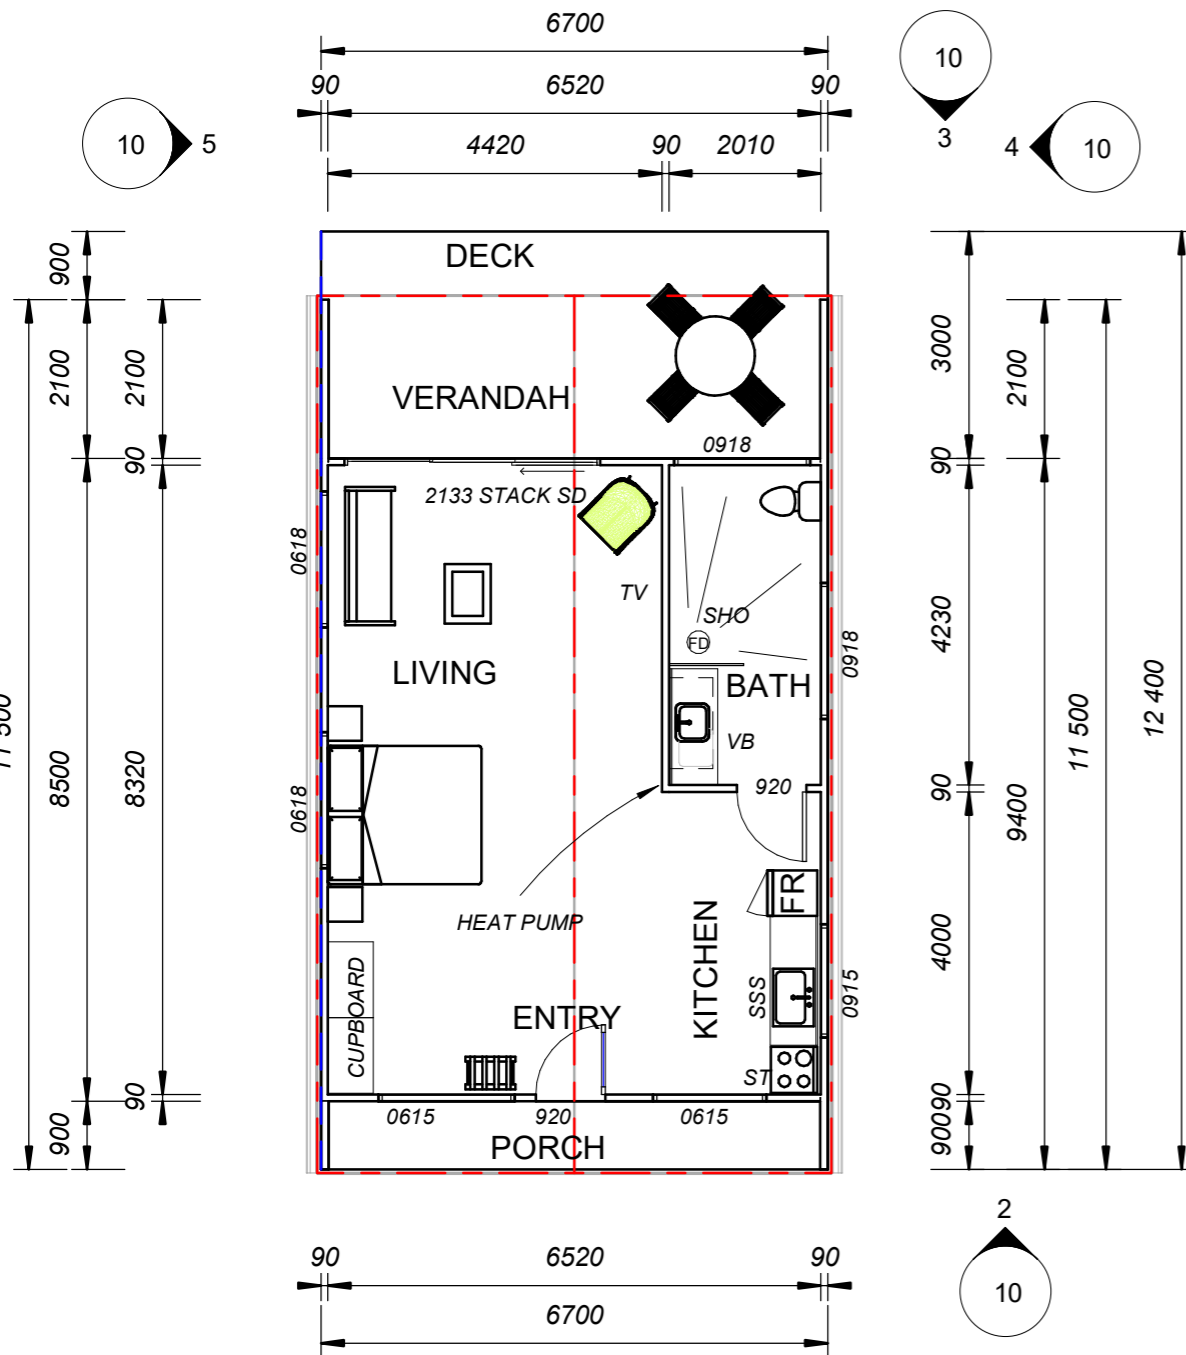 6700
90 6520 90
4420 90 2010
10 5
10
3
4 10
DECK
900
2100
2100
90
8500
8320
90
900
VERANDAH
0918
2133 STACK SD
0618
TV
SHO
FD
LIVING
BATH
0918
VB
920
0618
HEAT PUMP
FR
KITCHEN
SSS
0915
CUPBOARD
ENTRY
ST
0615 920 0615
PORCH
3000
2100
90
4230
90
4000
90
900
9400
11 500
12 400
11 500
90 6520 90
6700
2
10